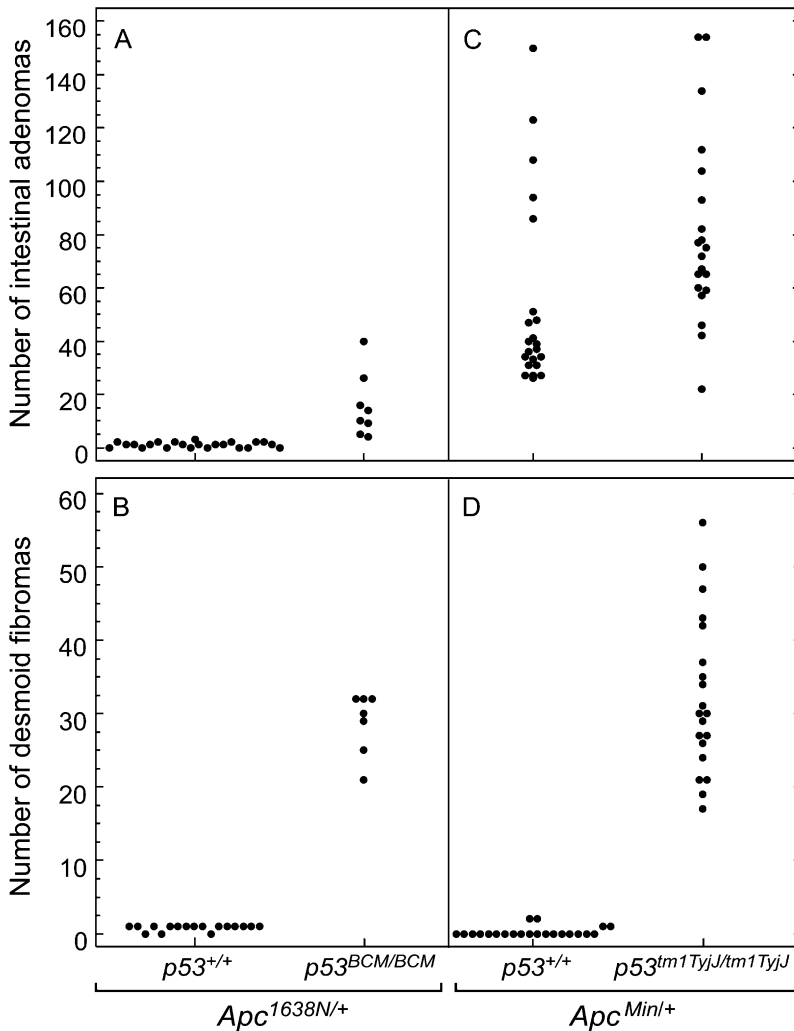 A
C
Number of intestinal adenomas
160
140
120
100
80
60
40
20
0
B
D
Number of desmoid fibromas
60
50
40
30
20
10
0
p53+/+ p53BCM/BCM p53+/+ p53tm1TyjJ/tm1TyjJ
Apc1638N/+ ApcMin/+